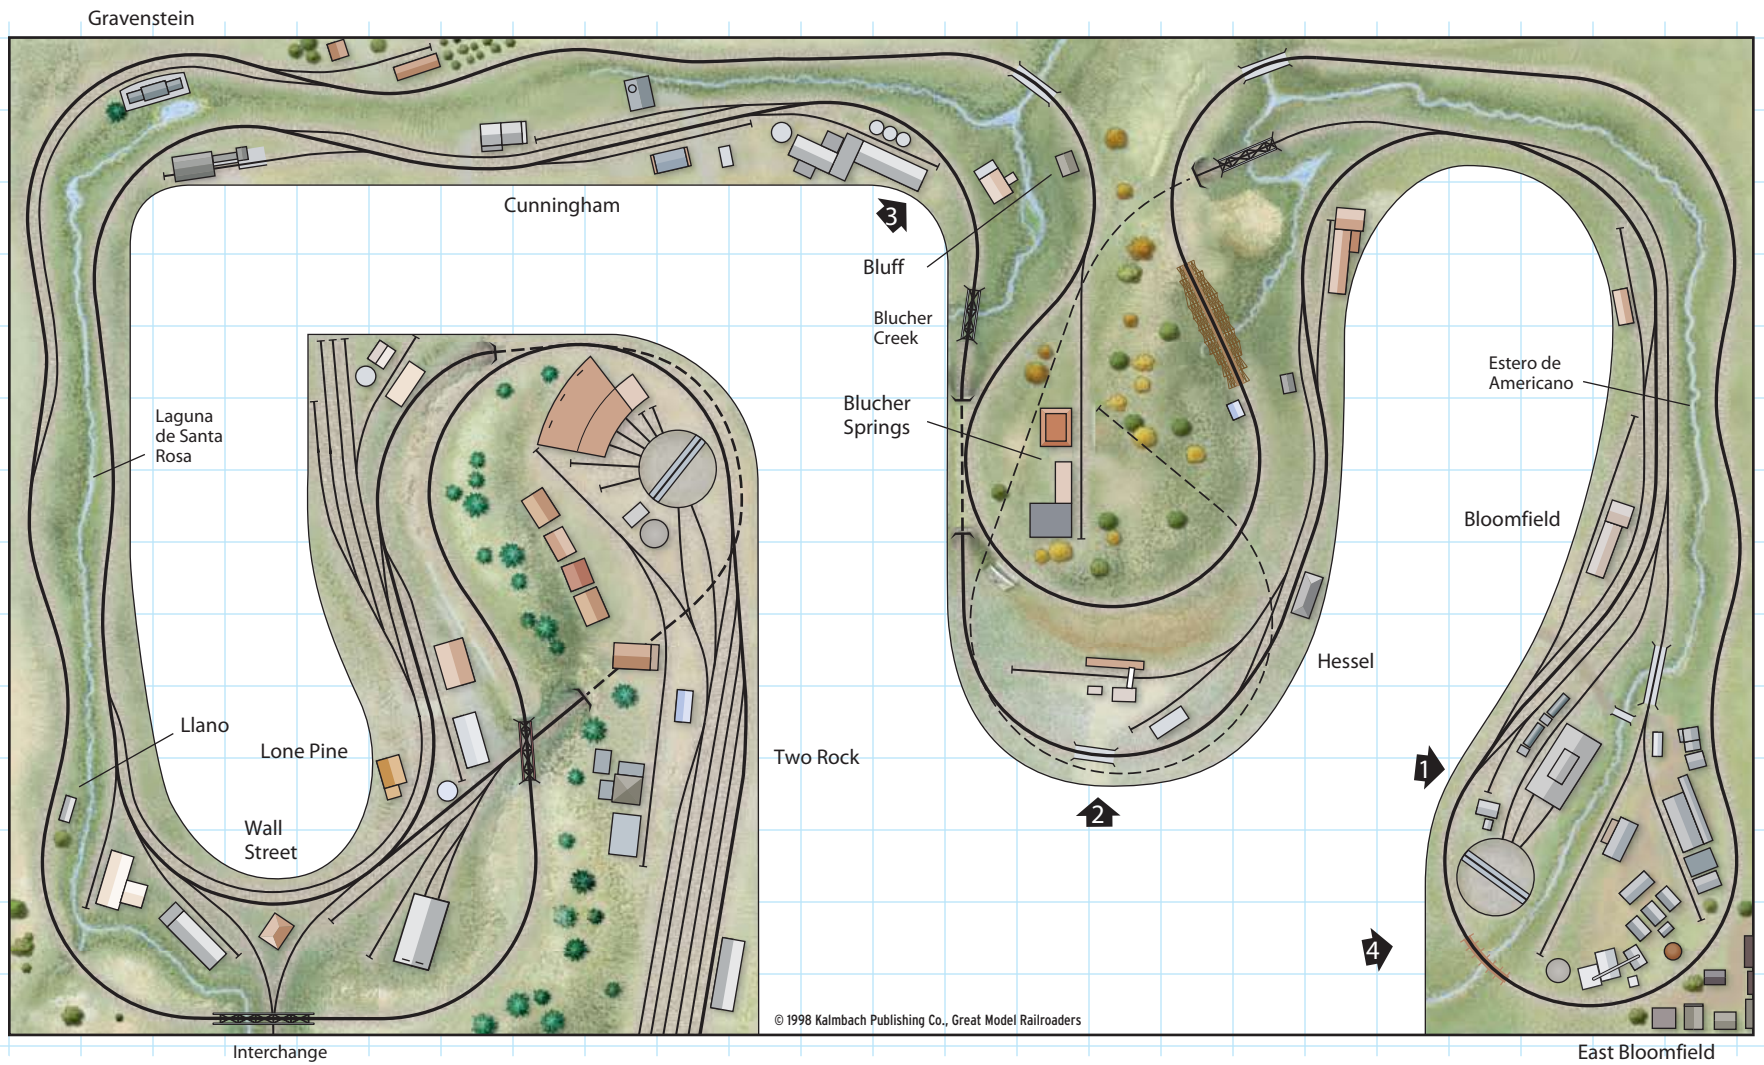 Gravenstein
Cunningham
3
Bluff
Blucher
Creek
Blucher
Springs
Estero de
Americano
Laguna
de Santa
Rosa
Bloomfield
Hessel
Llano
Lone Pine
Two Rock
1
2
Wall
Street
4
© 1998 Kalmbach Publishing Co., Great Model Railroaders
Interchange
East Bloomfield